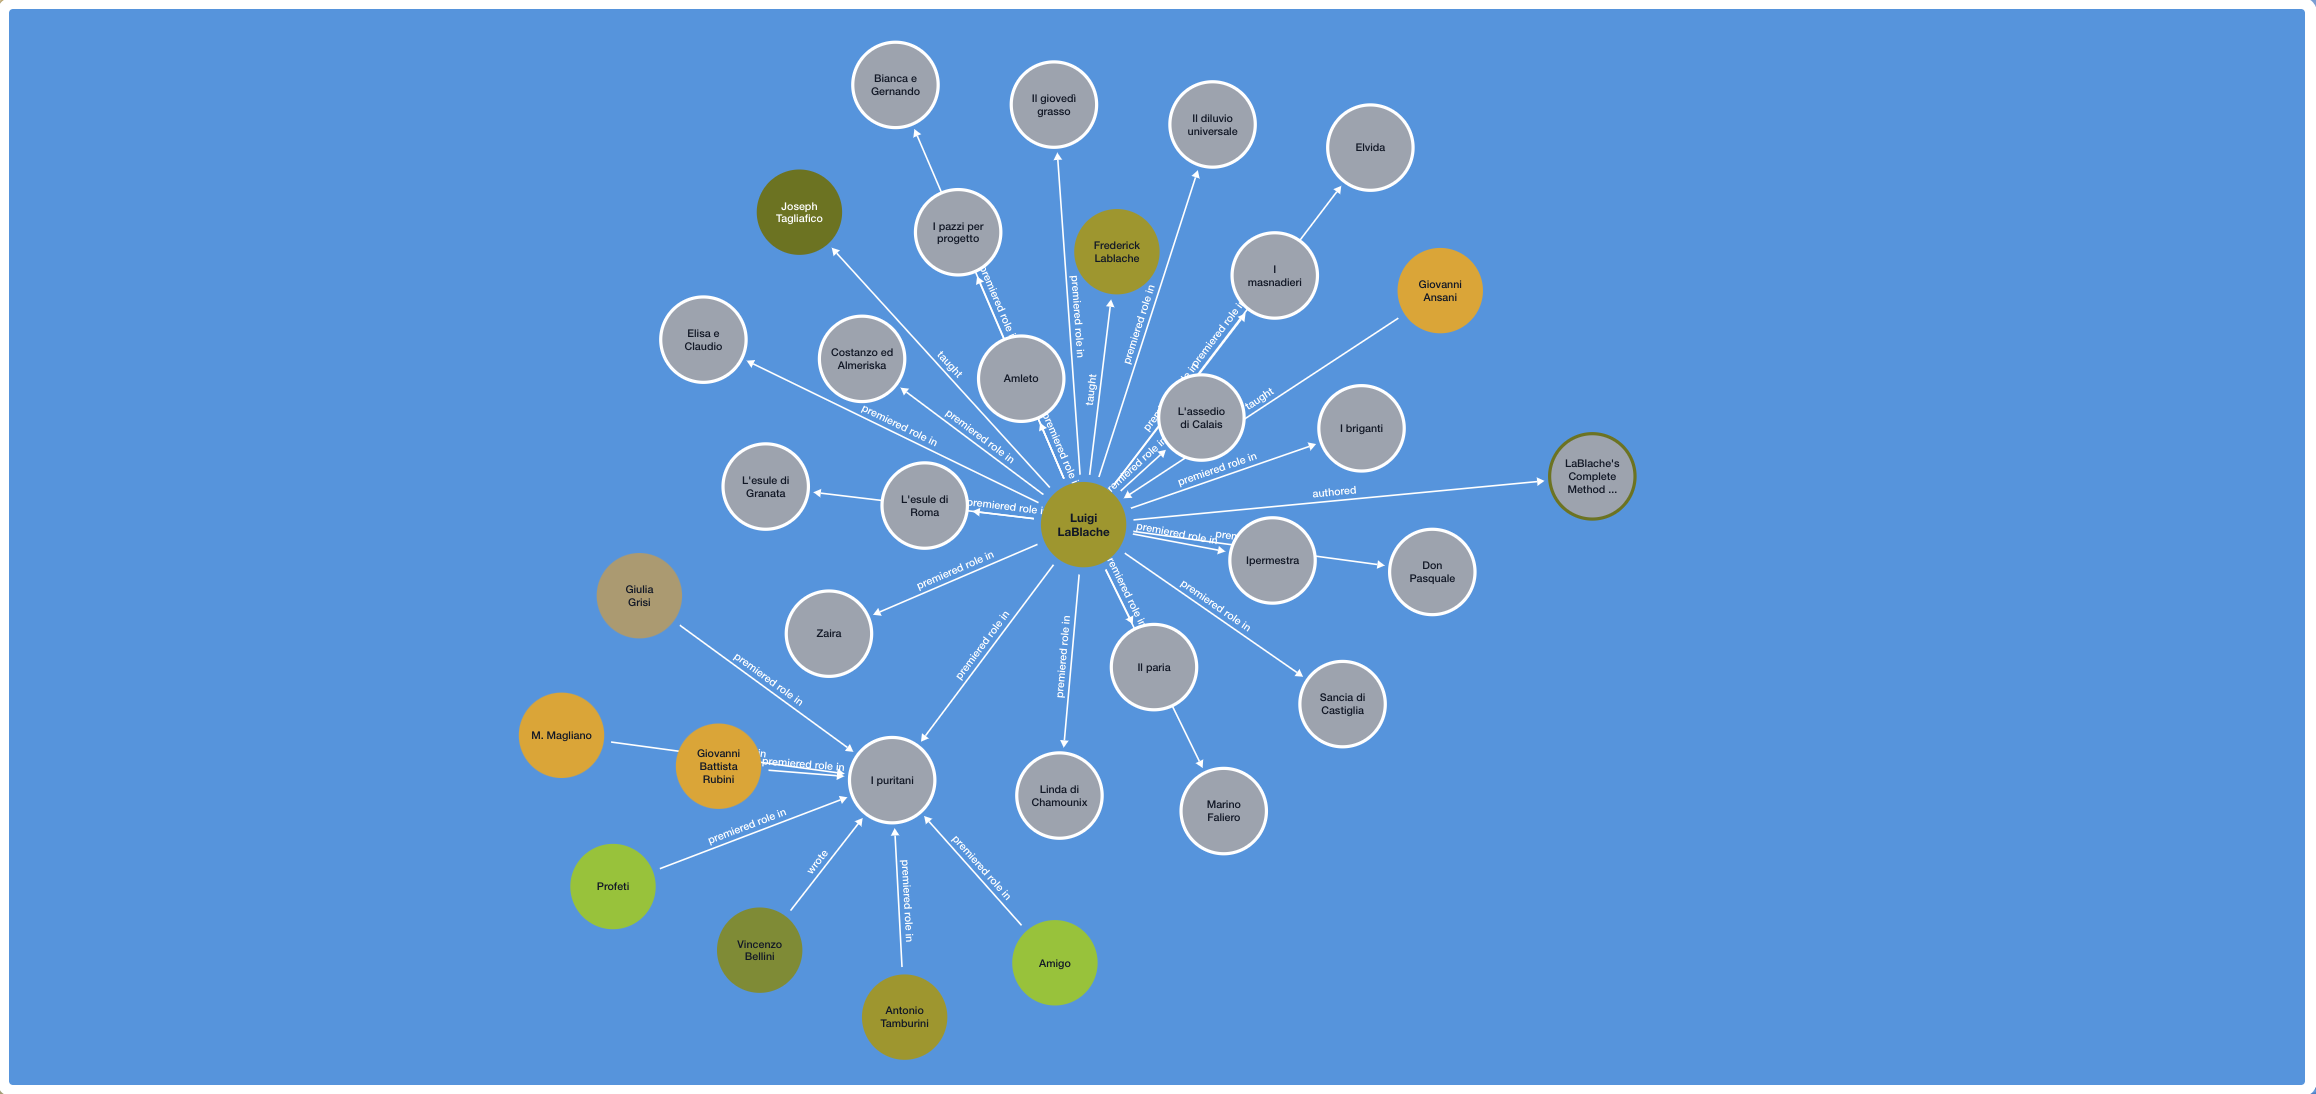 Bianca e
Gernando
Il giovedì
grasso
Il diluvio
universale
Elvida
Joseph
Tagliafico
I pazzi per
progetto
Frederick
Lablache
I
masnadieri
Giovanni
Ansani
Elisa e
Claudio
Costanzo ed
Almeriska
Amleto
L'assedio
di Calais
I briganti
LaBlache's
Complete
Method ...
L'esule di
Granata
L'esule di
Roma
Luigi
LaBlache
Ipermestra
Don
Pasquale
Giulia
Grisi
Zaira
Il paria
Sancia di
Castiglia
M. Magliano
Giovanni
Battista
Rubini
I puritani
Linda di
Chamounix
Marino
Faliero
Profeti
Vincenzo
Bellini
Antonio
Tamburini
Amigo
premiered role
premiered role in
taught
premiered role in
premiered role in
taught
taught
premiered role in
premiered role in
premiered role
premiered role in
authored
premiered role
premiered role in
premiered role in
premiered role in
premiered role in
premiered role in
premiered role in
in
premiered role in
premiered role in
wrote
premiered role in
premiered role in